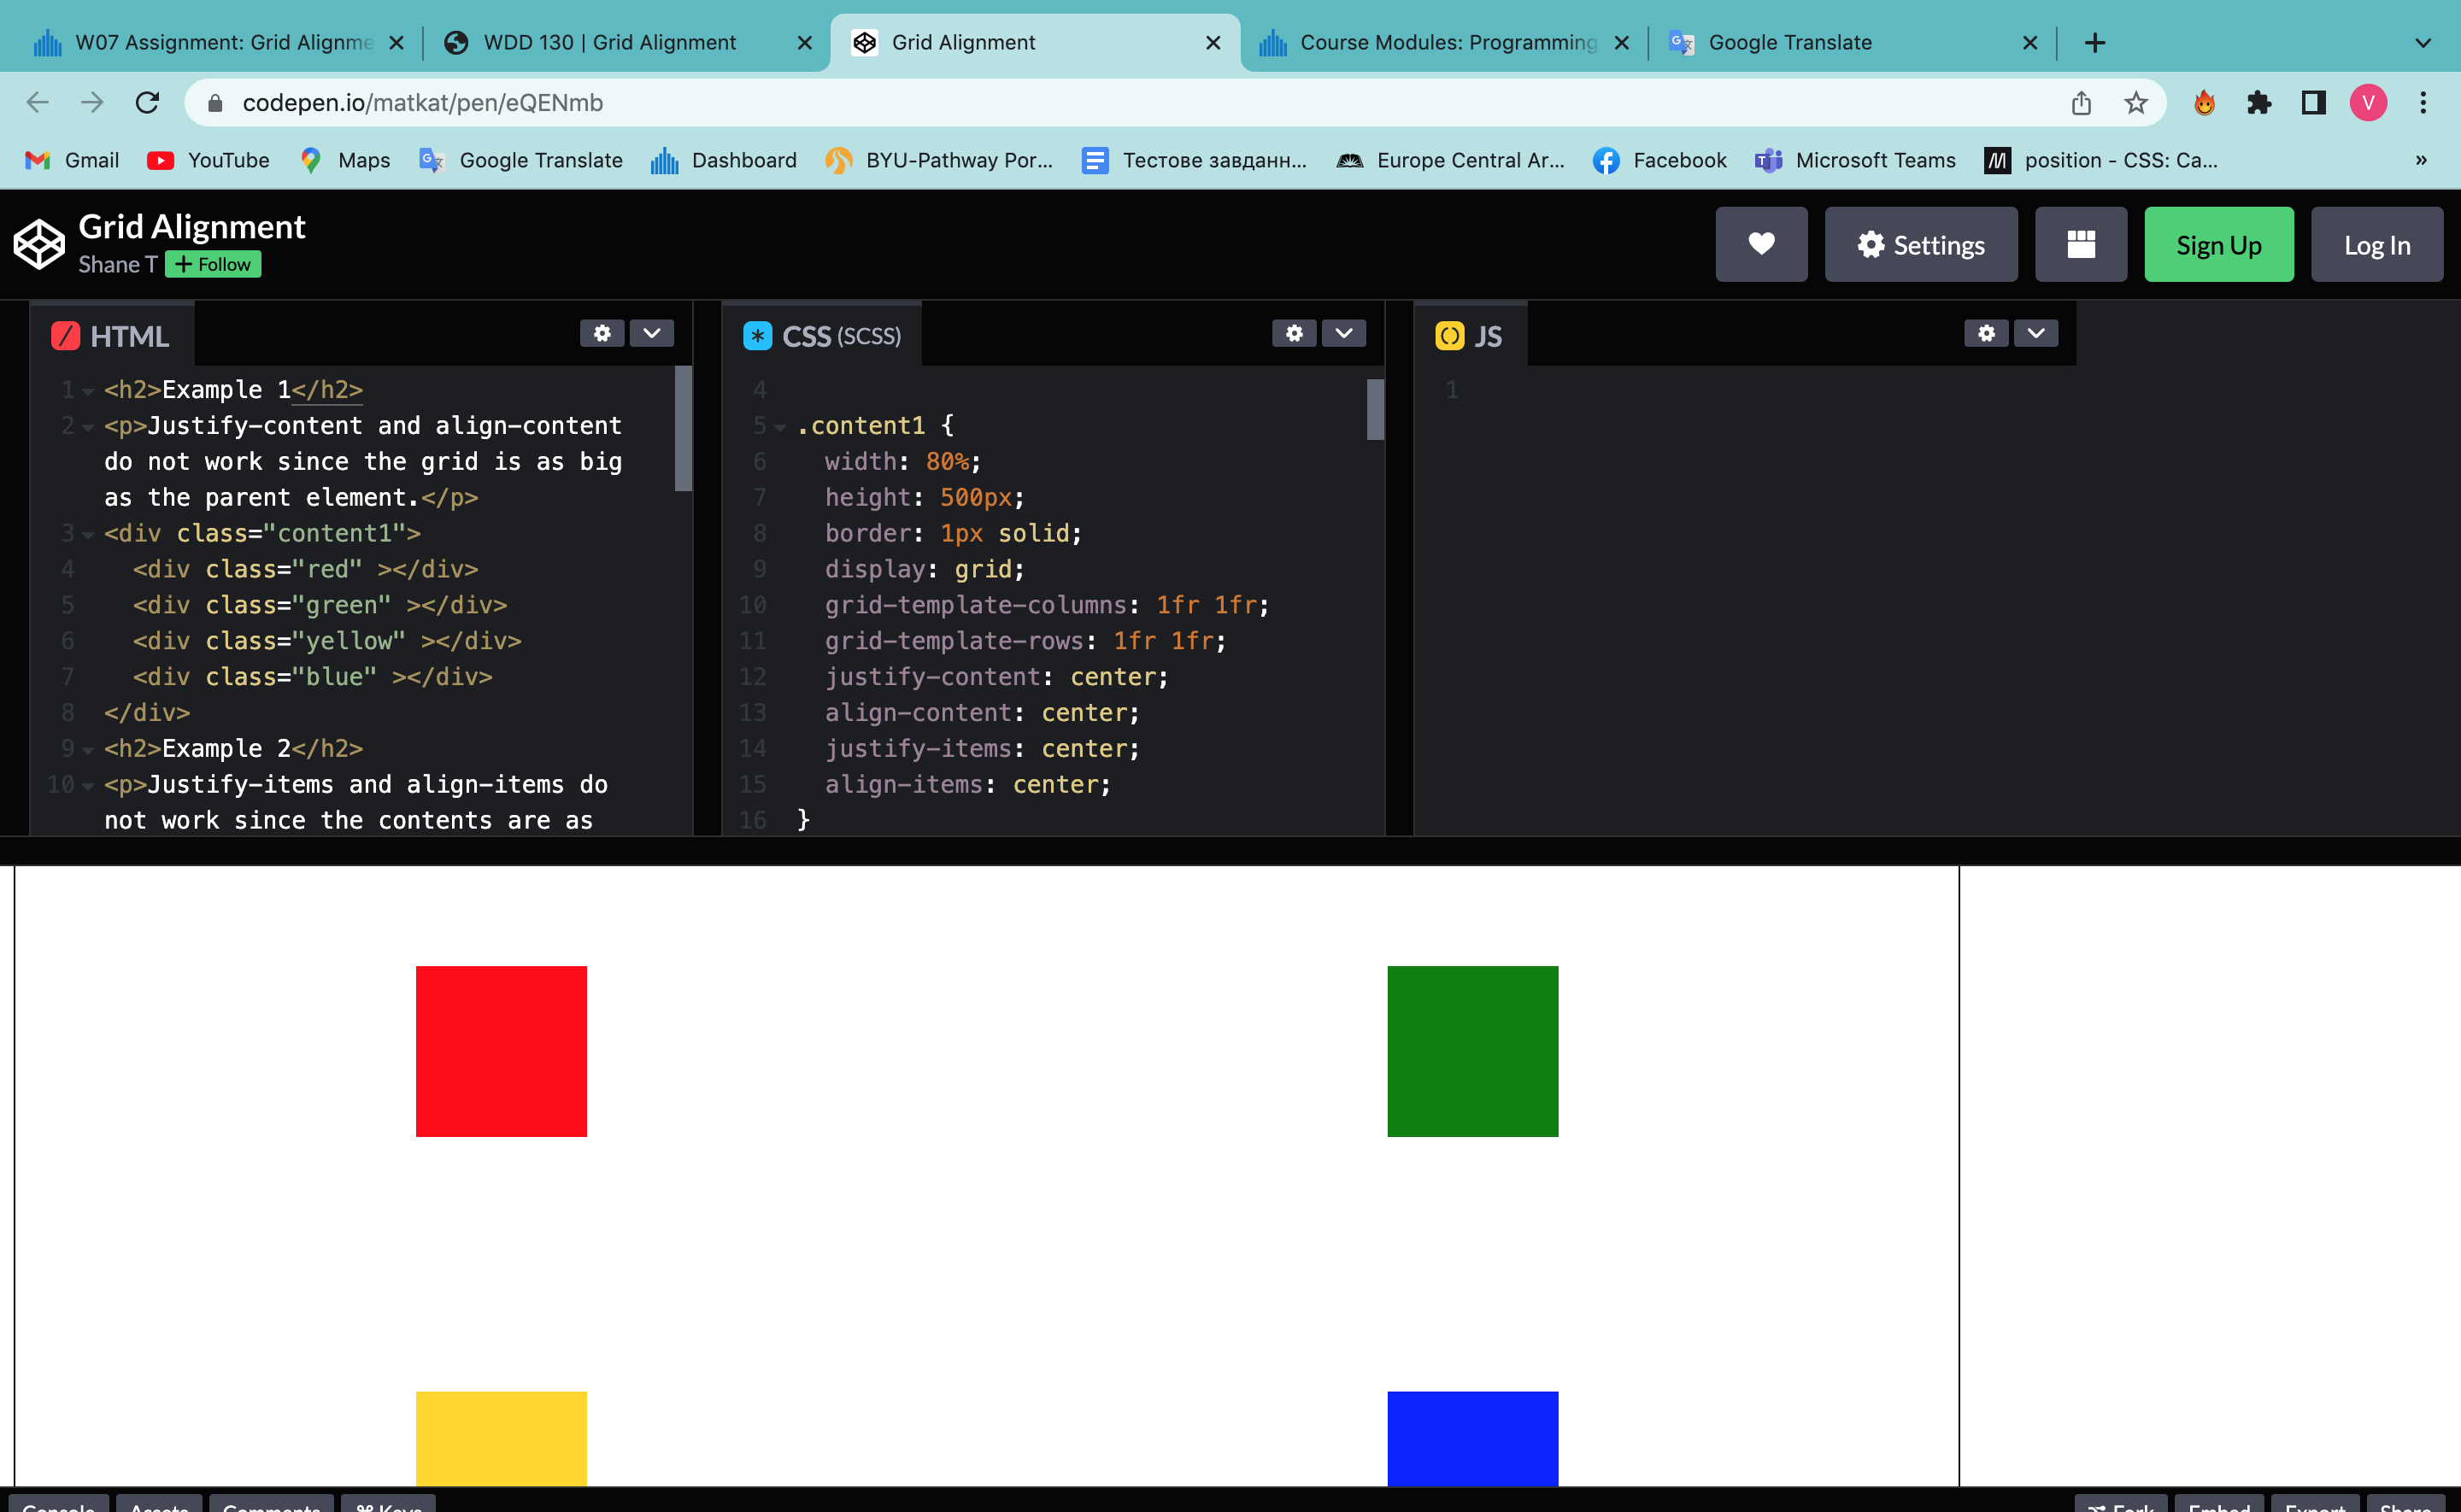 W07 Assignment: Grid Alignme
WDD 130 | Grid Alignment
Grid Alignment
Course Modules: Programming
Google Translate
codepen.io/matkat/pen/eQENmb
V
Gmail
YouTube
Maps
Google Translate
Dashboard
BYU-Pathway Por...
Тестове завданн...
Europe Central Ar...
Facebook
Microsoft Teams
position - CSS: Ca...
»
Grid Alignment
Shane T
+ Follow
Settings
Sign Up
Log In
HTML
1 <h2>Example 1</h2>
2 <p>Justify-content and align-content
do not work since the grid is as big
as the parent element.</p>
3 <div class="content1">
4 <div class="red" ></div>
5 <div class="green" ></div>
6 <div class="yellow" ></div>
7 <div class="blue" ></div>
8 </div>
9 <h2>Example 2</h2>
10 <p>Justify-items and align-items do
not work since the contents are as
CSS (SCSS)
4
5 .content1 {
6 width: 80%;
7 height: 500px;
8 border: 1px solid;
9 display: grid;
10 grid-template-columns: 1fr 1fr;
11 grid-template-rows: 1fr 1fr;
12 justify-content: center;
13 align-content: center;
14 justify-items: center;
15 align-items: center;
16 }
JS
1
Console
Assets
Comments
⌘ Keys
Fork
Embed
Export
Share